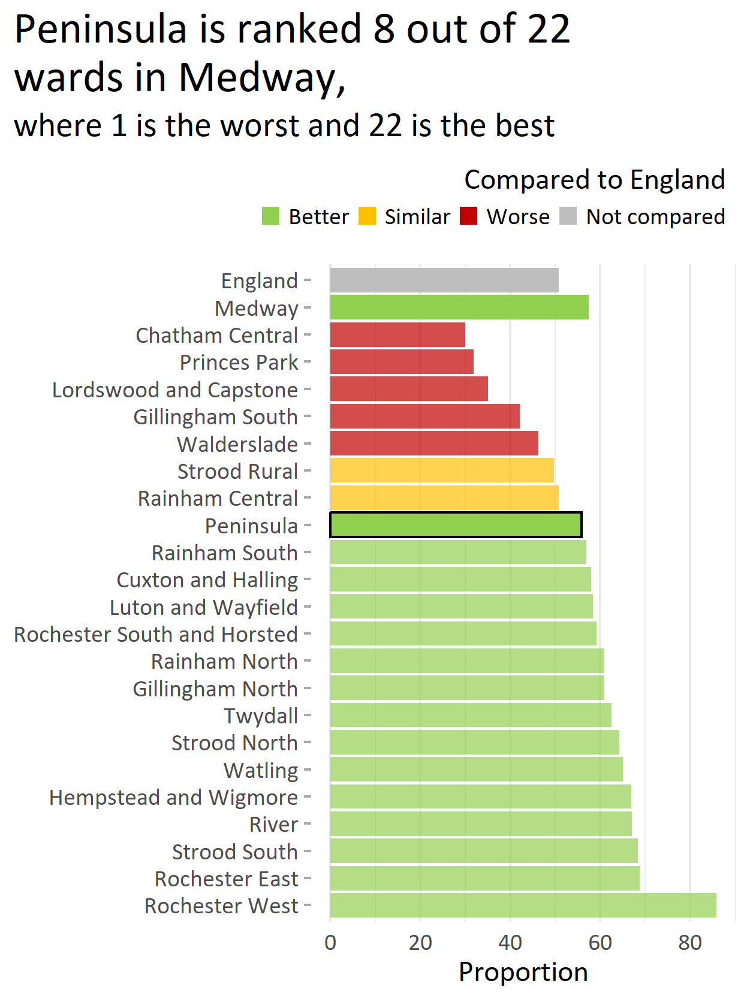 Peninsula is ranked 8 out of 22
wards in Medway,
where 1 is the worst and 22 is the best
Compared to England
Better Similar Worse Not compared
England
Medway
Chatham Central
Princes Park
Lordswood and Capstone
Gillingham South
Walderslade
Strood Rural
Rainham Central
Peninsula
Rainham South
Cuxton and Halling
Luton and Wayfield
Rochester South and Horsted
Rainham North
Gillingham North
Twydall
Strood North
Watling
Hempstead and Wigmore
River
Strood South
Rochester East
Rochester West
0 20 40 60 80
Proportion